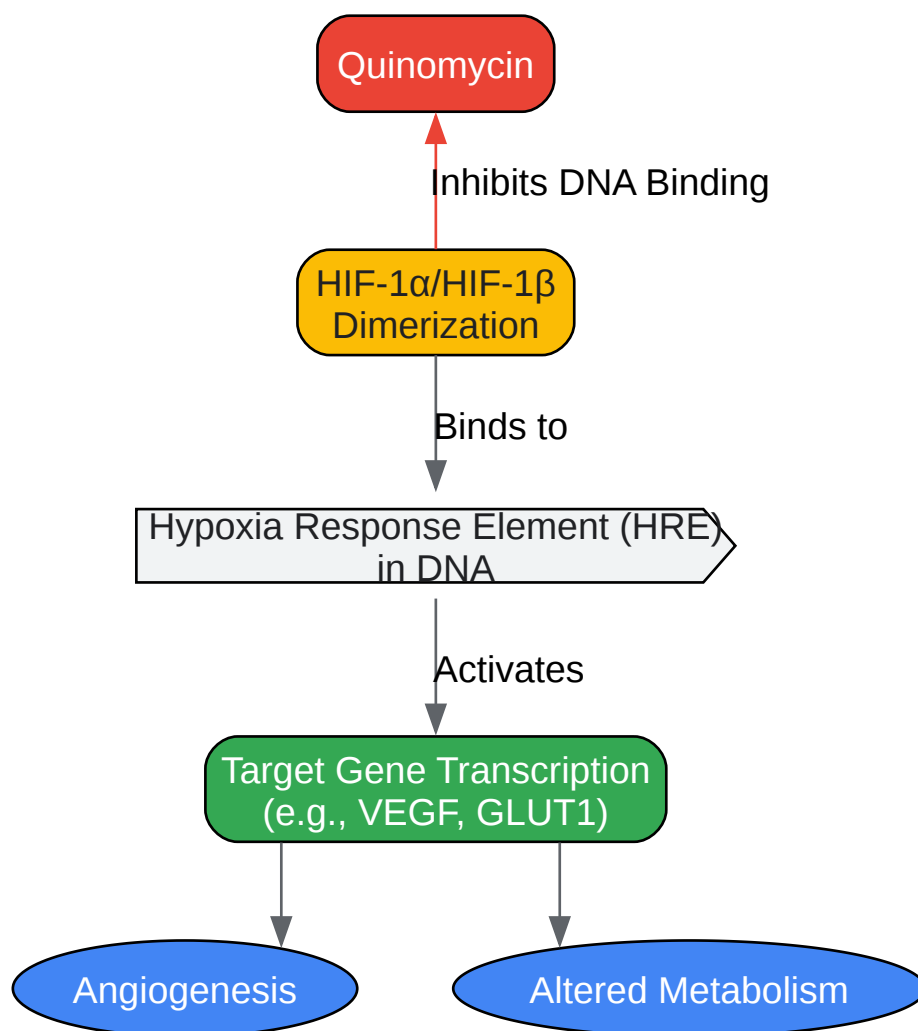 Quinomycin
Inhibits DNA Binding
HIF-1α/HIF-1β
Dimerization
Binds to
Hypoxia Response Element (HRE)
in DNA
Activates
Target Gene Transcription
(e.g., VEGF, GLUT1)
Angiogenesis
Altered Metabolism